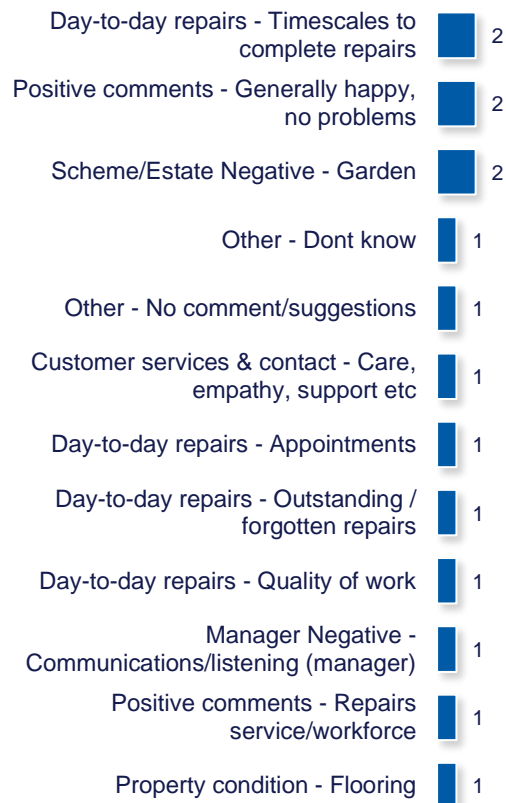 Day-to-day repairs - Timescales to
complete repairs
2
Positive comments - Generally happy,
no problems
2
Scheme/Estate Negative - Garden
2
Other - Dont know
1
Other - No comment/suggestions
1
Customer services & contact - Care,
empathy, support etc
1
Day-to-day repairs - Appointments
1
Day-to-day repairs - Outstanding /
forgotten repairs
1
Day-to-day repairs - Quality of work
1
Manager Negative -
Communications/listening (manager)
1
Positive comments - Repairs
service/workforce
1
Property condition - Flooring
1